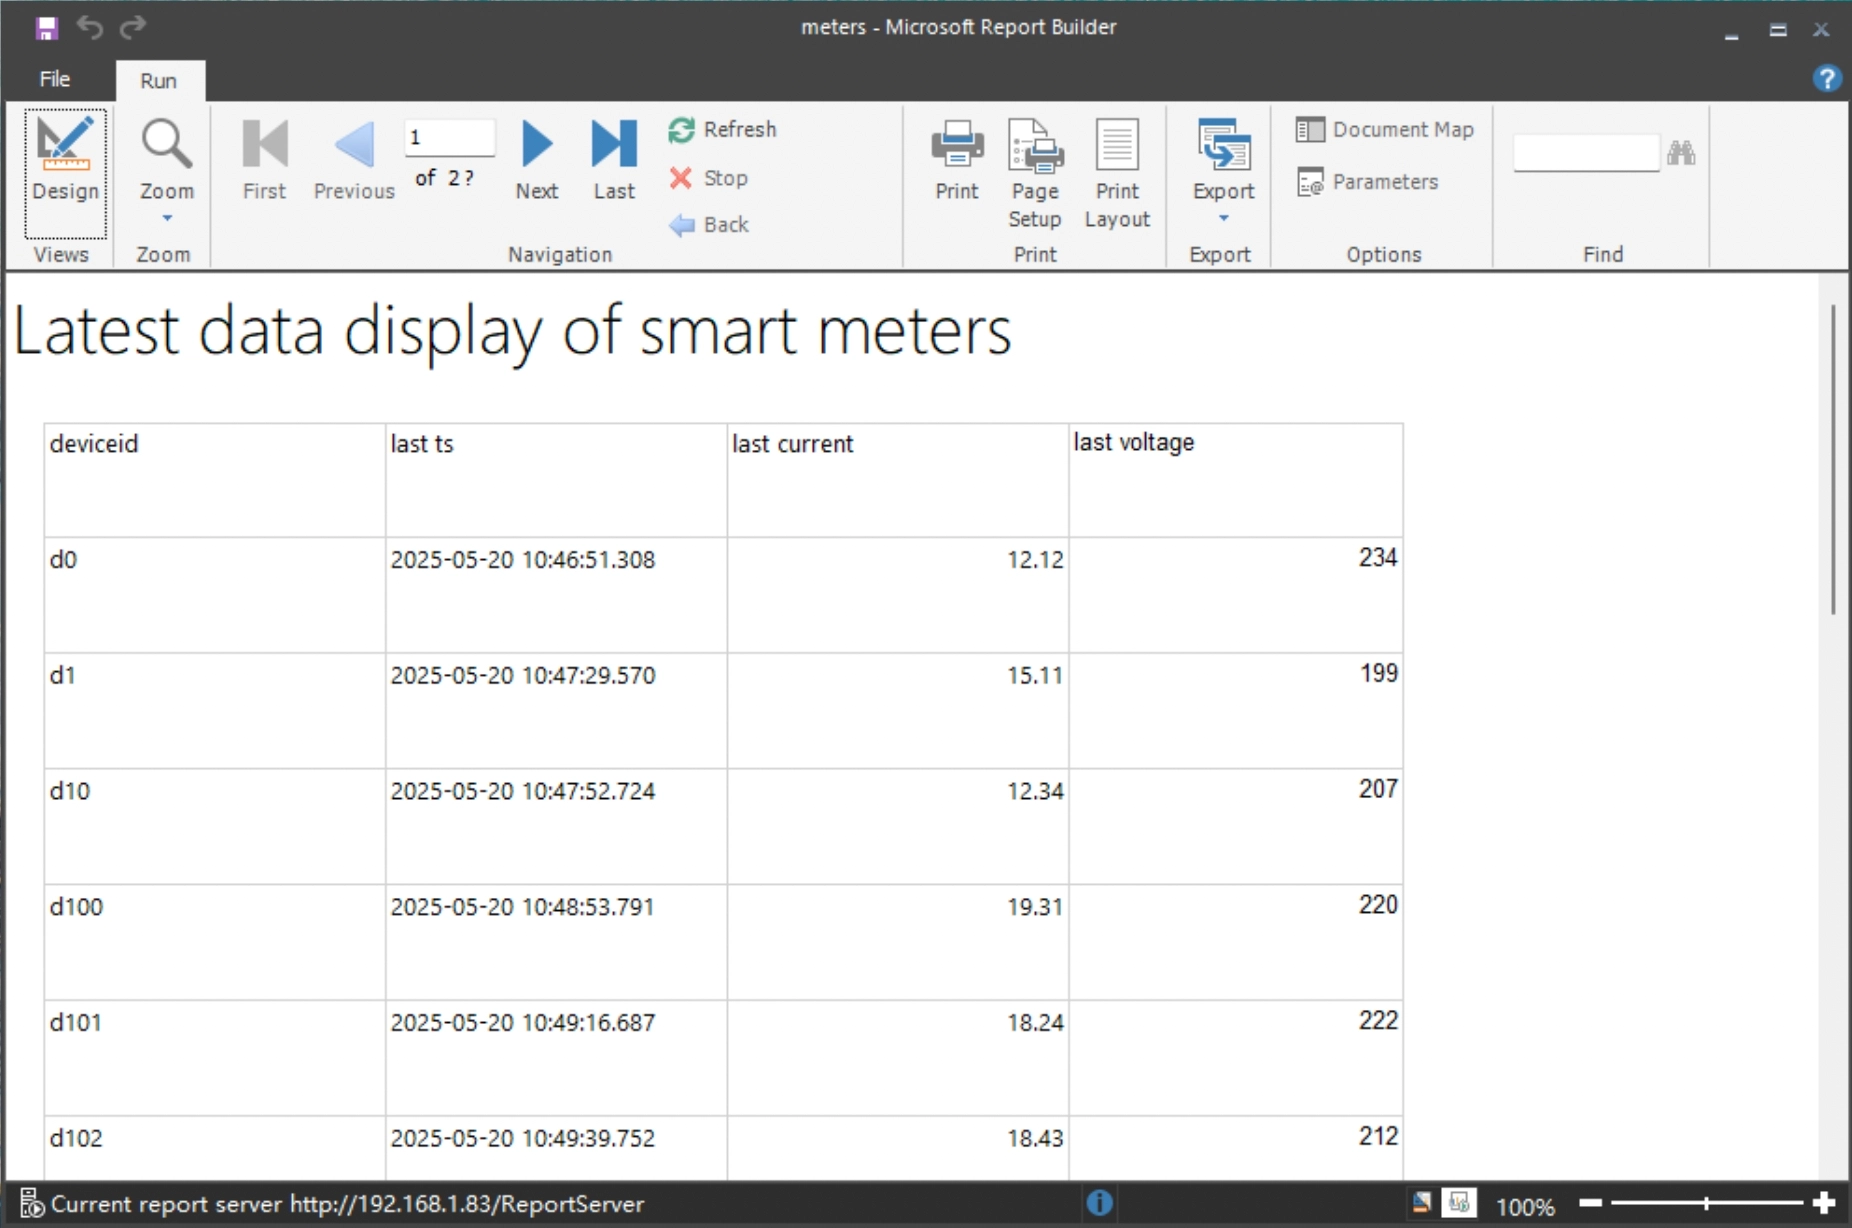 meters - Microsoft Report Builder
File Run
Design Zoom First Previous 1 of 2? Next Last Refresh Stop Back Print Page Setup Print Layout Export Document Map Parameters
Views Zoom Navigation Print Export Options Find
Latest data display of smart meters
deviceid last ts last current last voltage
d0 2025-05-20 10:46:51.308 12.12 234
d1 2025-05-20 10:47:29.570 15.11 199
d10 2025-05-20 10:47:52.724 12.34 207
d100 2025-05-20 10:48:53.791 19.31 220
d101 2025-05-20 10:49:16.687 18.24 222
d102 2025-05-20 10:49:39.752 18.43 212
Current report server http://192.168.1.83/ReportServer 100%